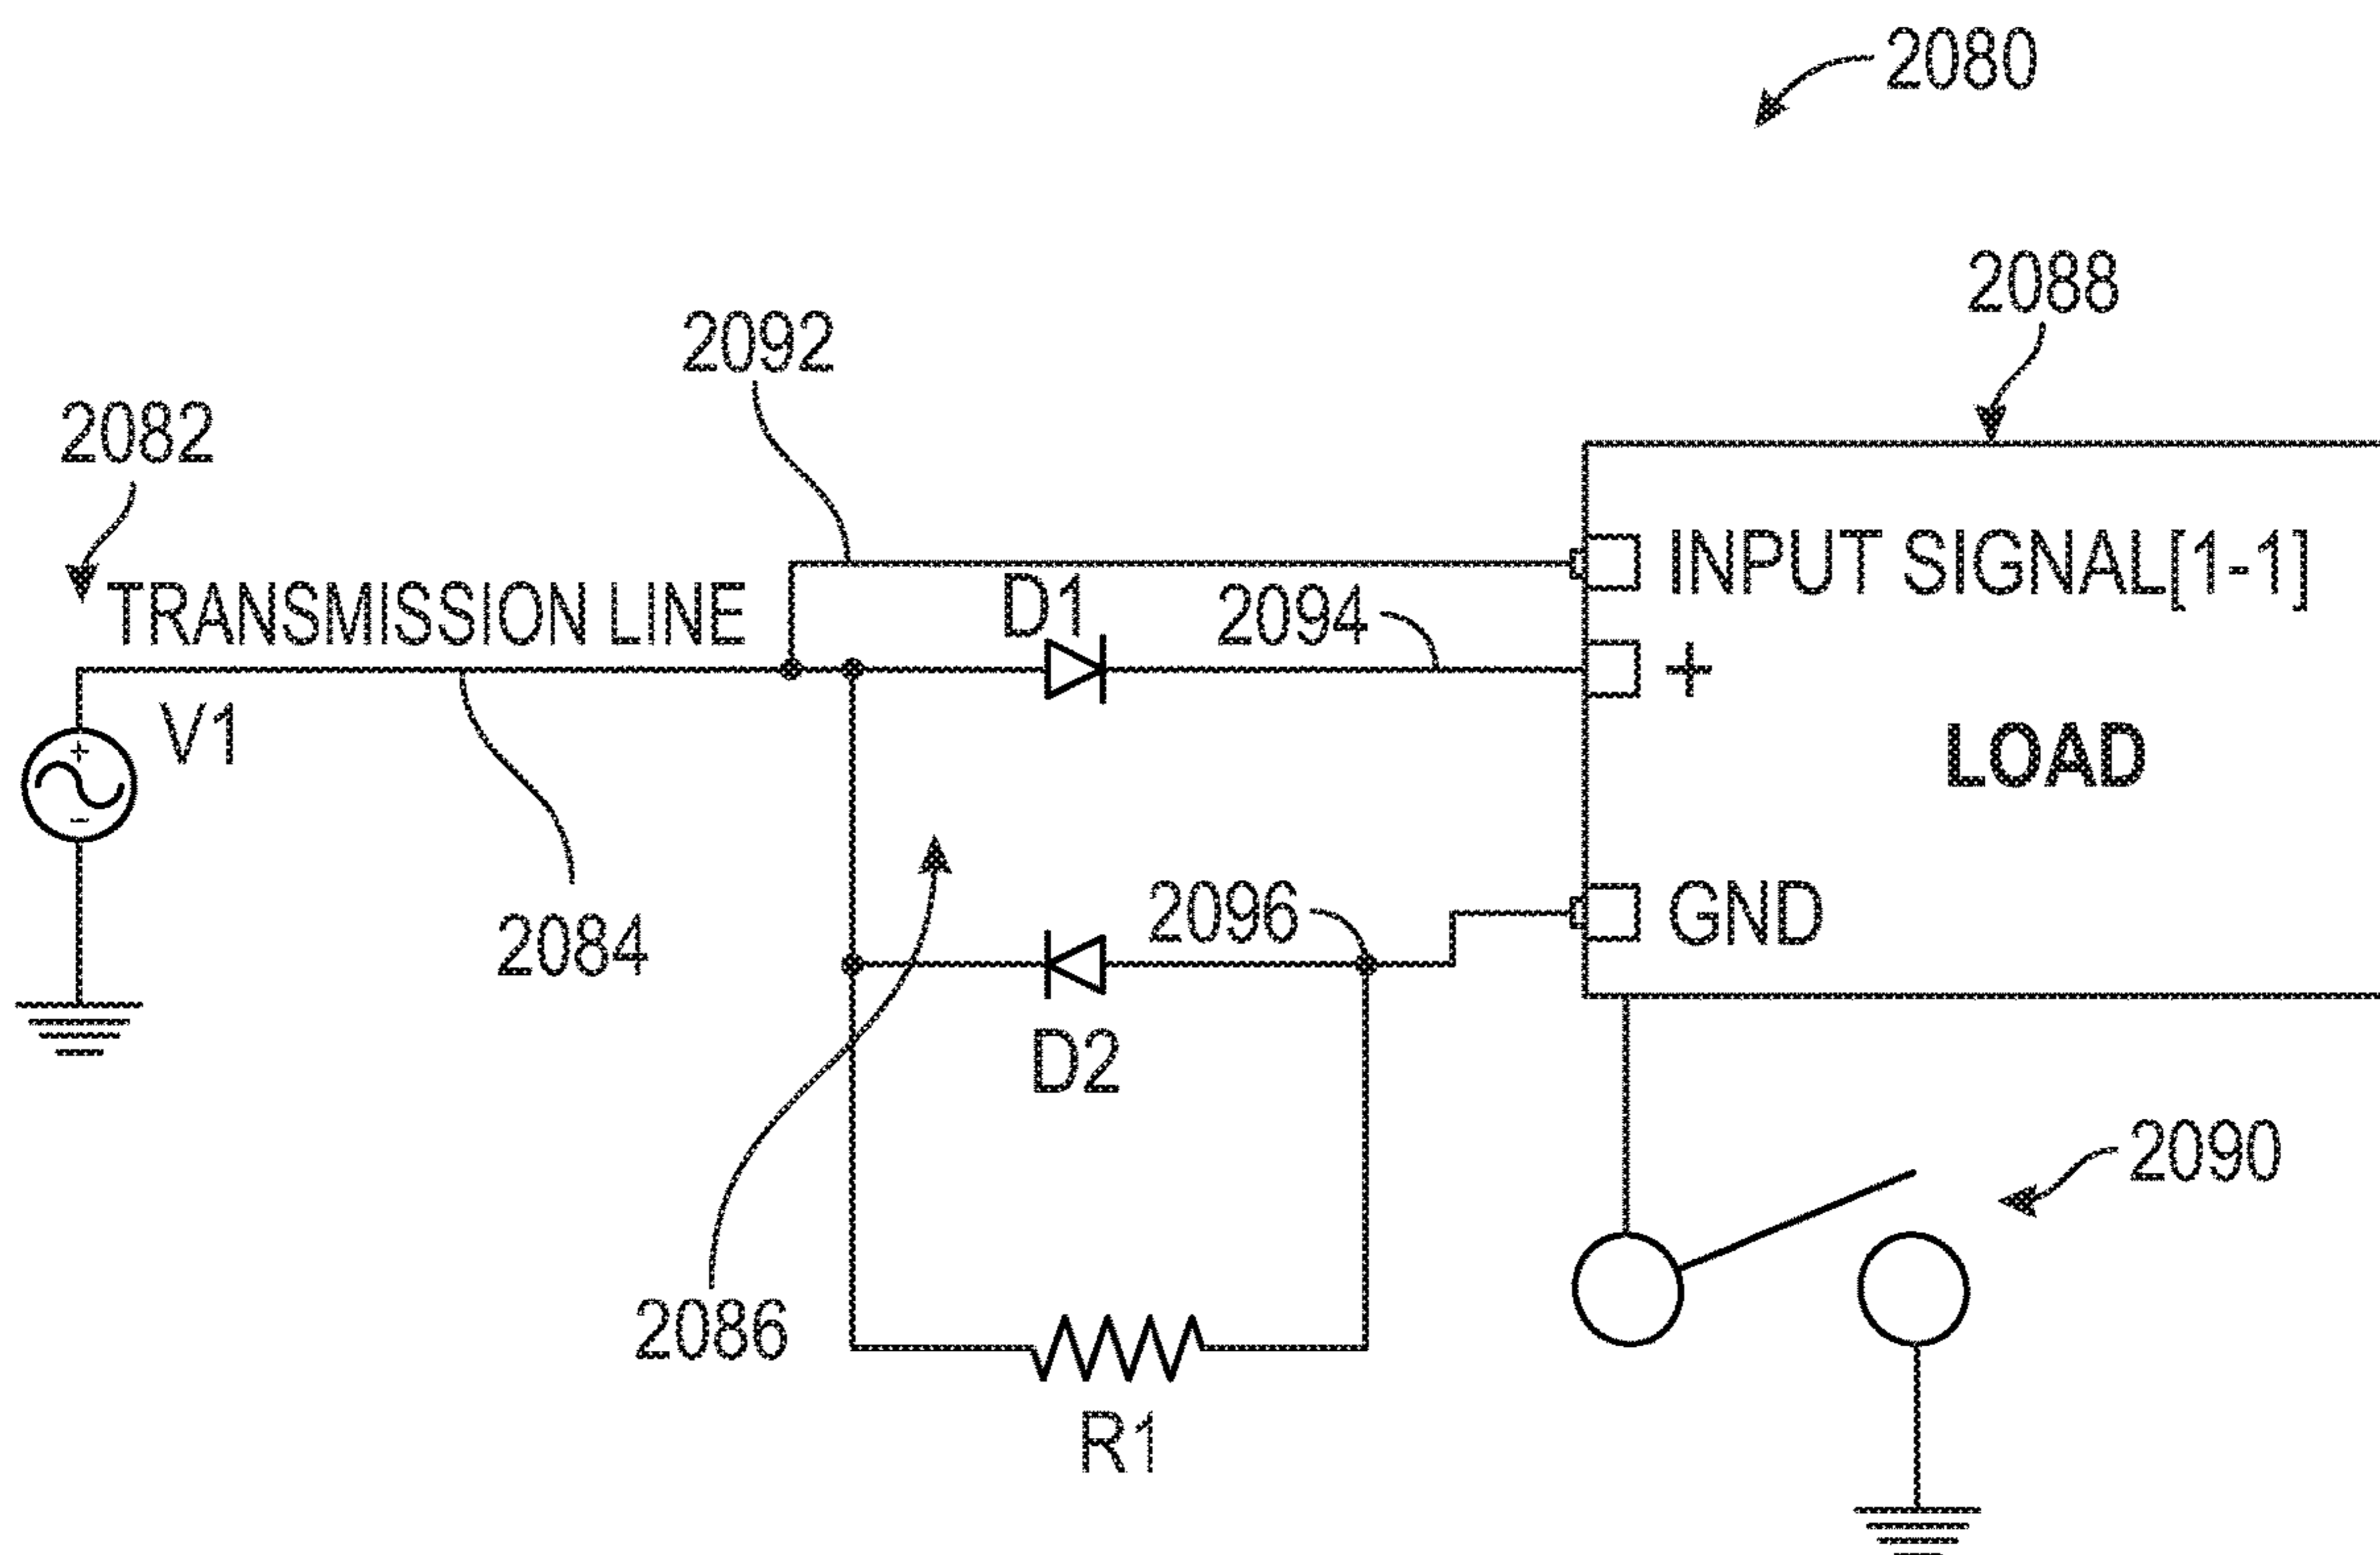 2080
2088
2092
2082
INPUT SIGNAL[1-1]
TRANSMISSION LINE
D1
2094
+
V1
+
-
LOAD
2084
2096
GND
D2
2090
2086
R1